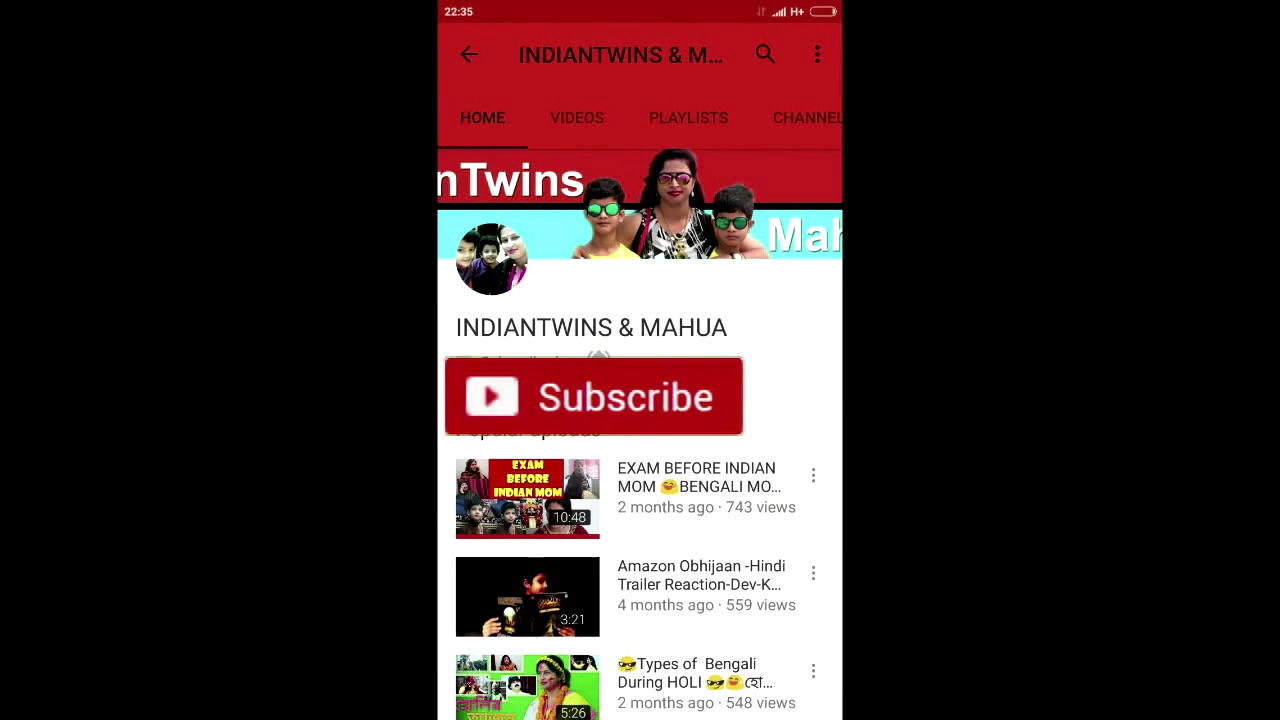 22:35
H+
INDIANTWINS & M...
HOME
VIDEOS
PLAYLISTS
CHANNEL
nTwins
Mah
INDIANTWINS & MAHUA
Subscribe
Popular uploads
EXAM
BEFORE
INDIAN MOM
10:48
EXAM BEFORE INDIAN
MOM 😄BENGALI MO...
2 months ago · 743 views
3:21
Amazon Obhijaan -Hindi
Trailer Reaction-Dev-K...
4 months ago · 559 views
5:26
😎Types of Bengali
During HOLI 😎😄হো...
2 months ago · 548 views